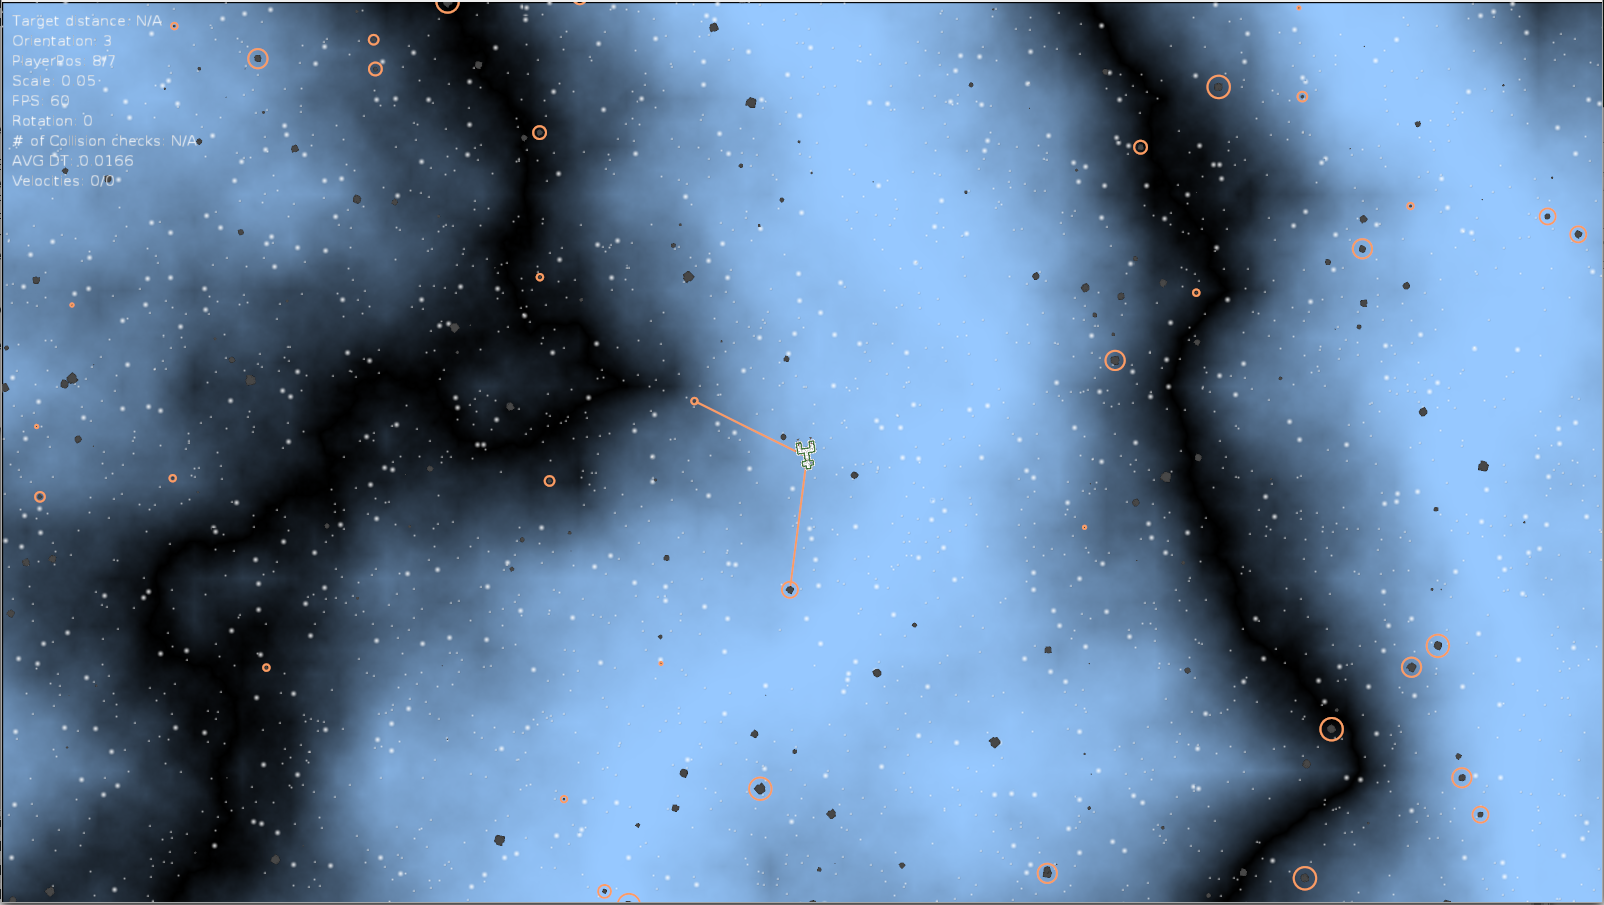 Target distance: N/A
Orientation: 3
PlayerPos: 8/7
Scale: 0.05
FPS: 60
Rotation: 0
# of Collision checks: N/A
AVG DT: 0.0166
Velocities: 0/0